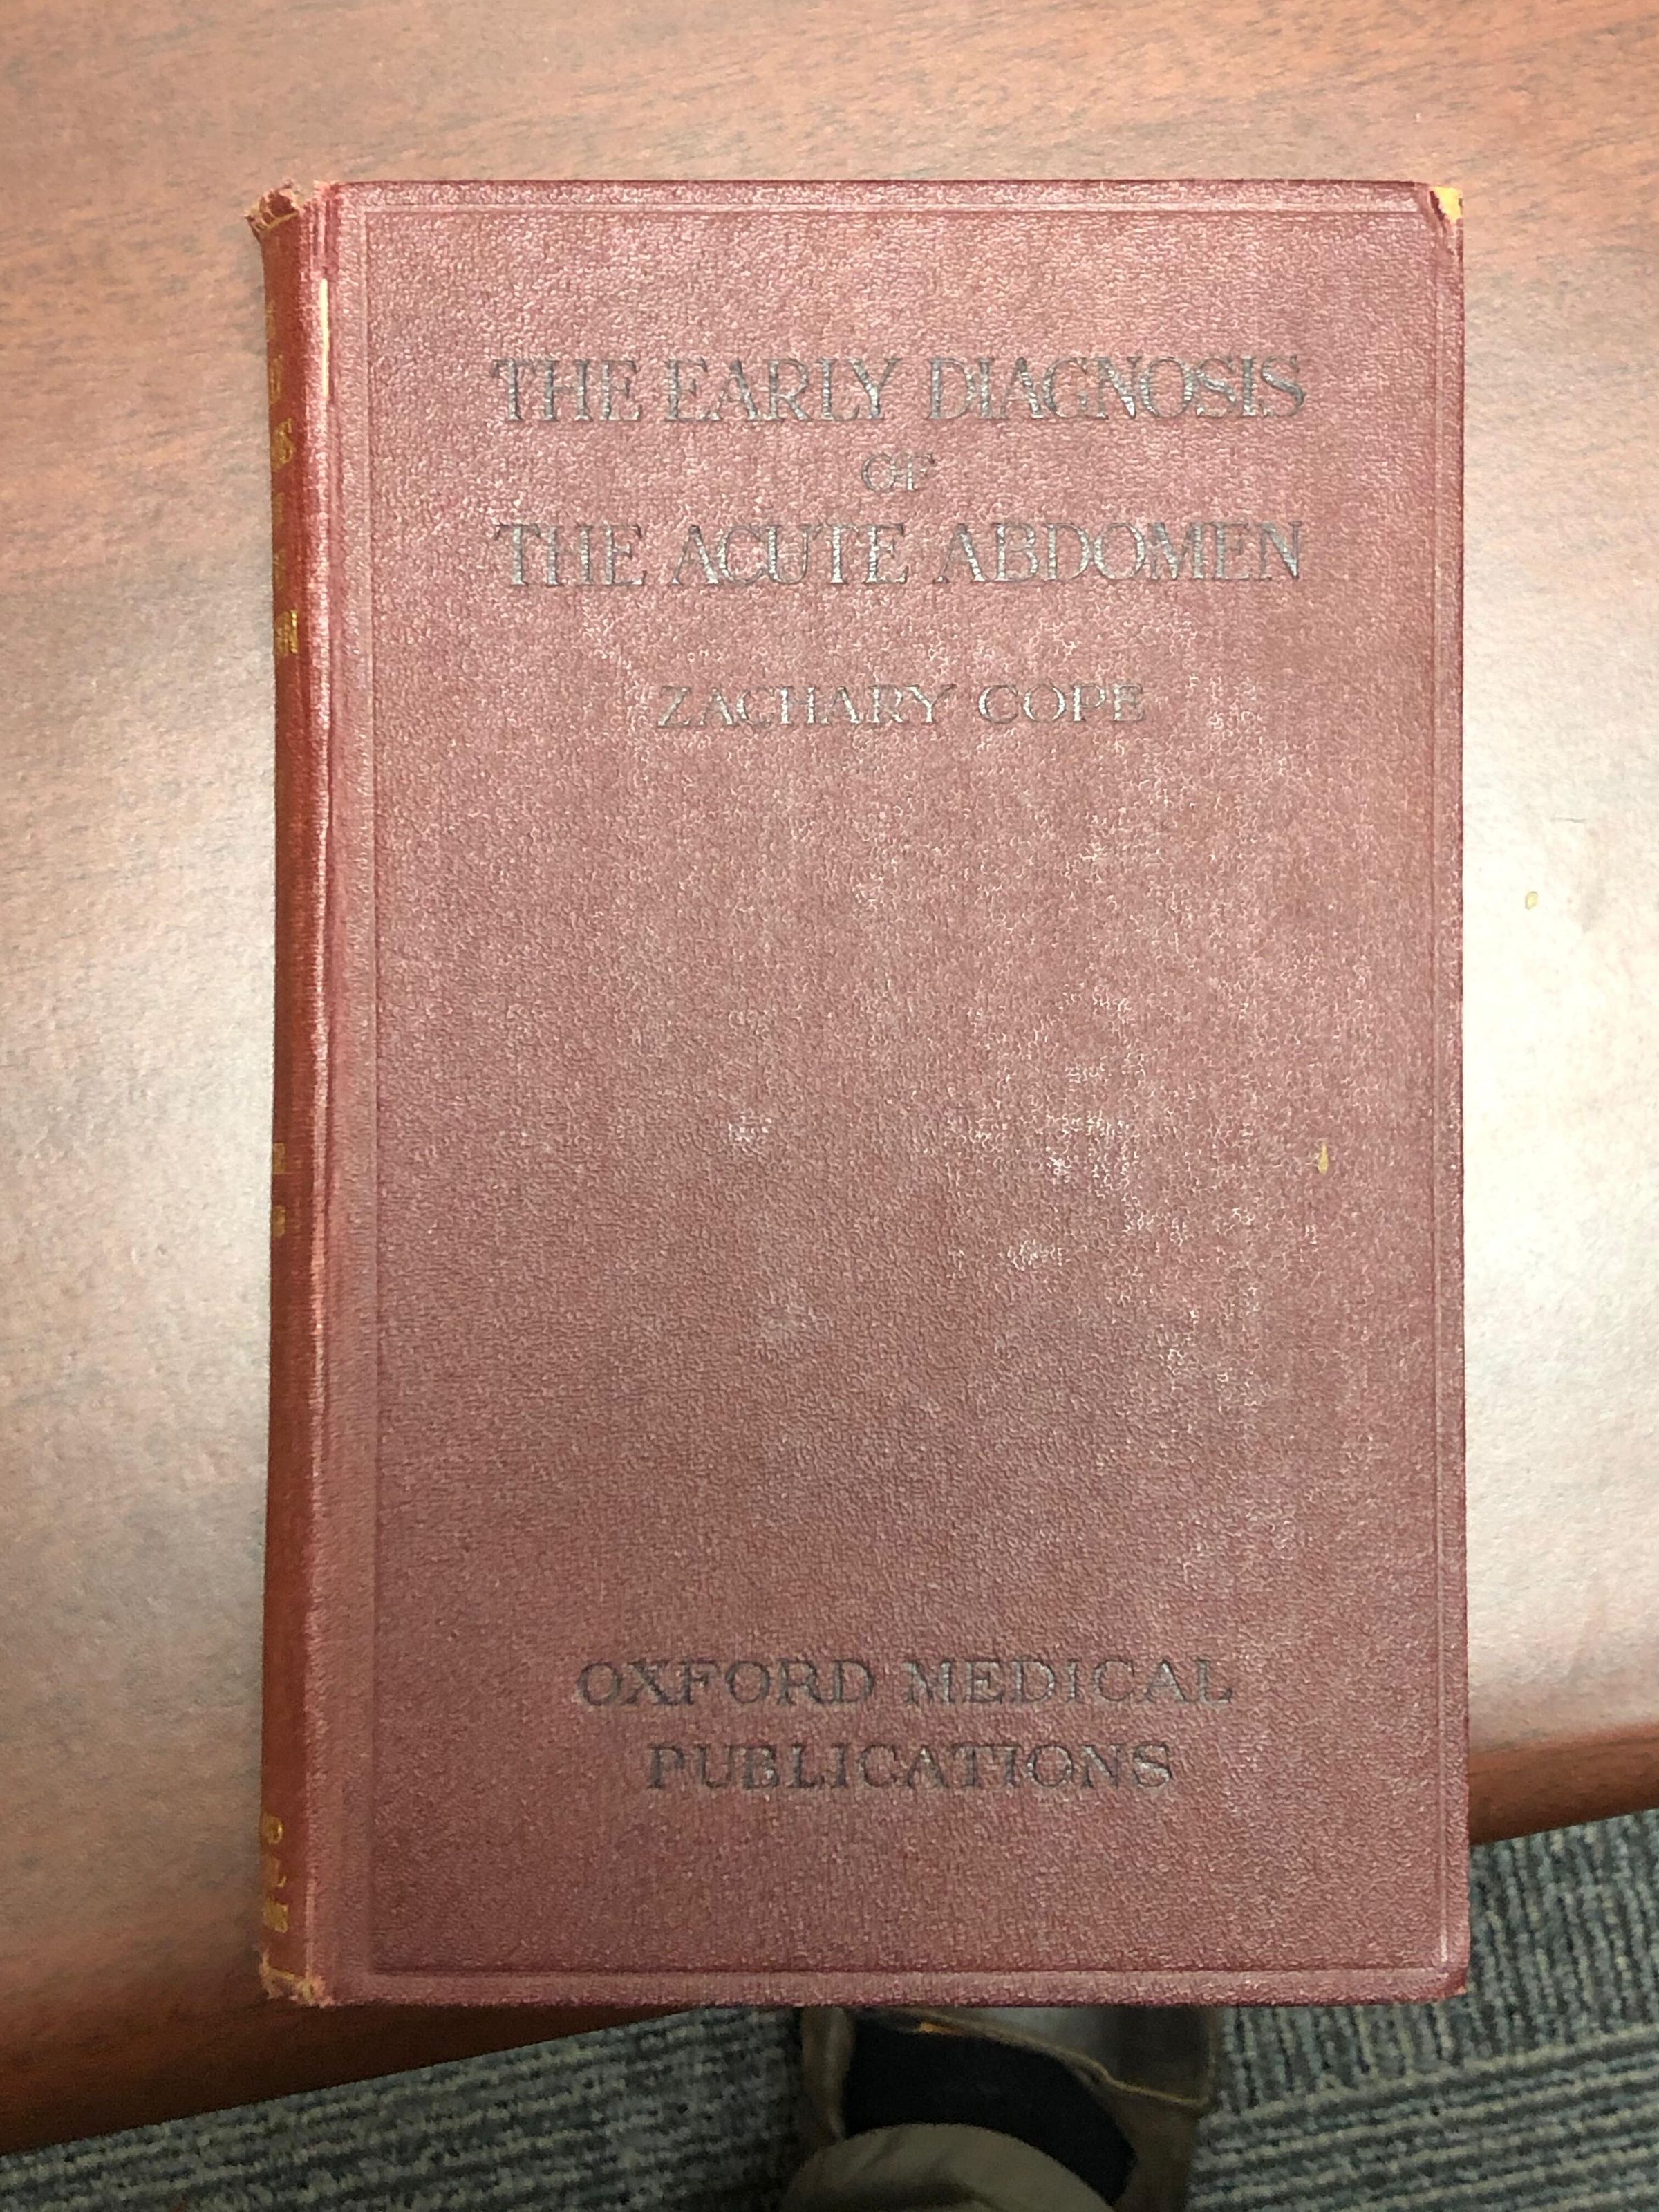 THE EARLY DIAGNOSIS
OF
THE ACUTE ABDOMEN
ZACHARY COPE
OXFORD MEDICAL
PUBLICATIONS